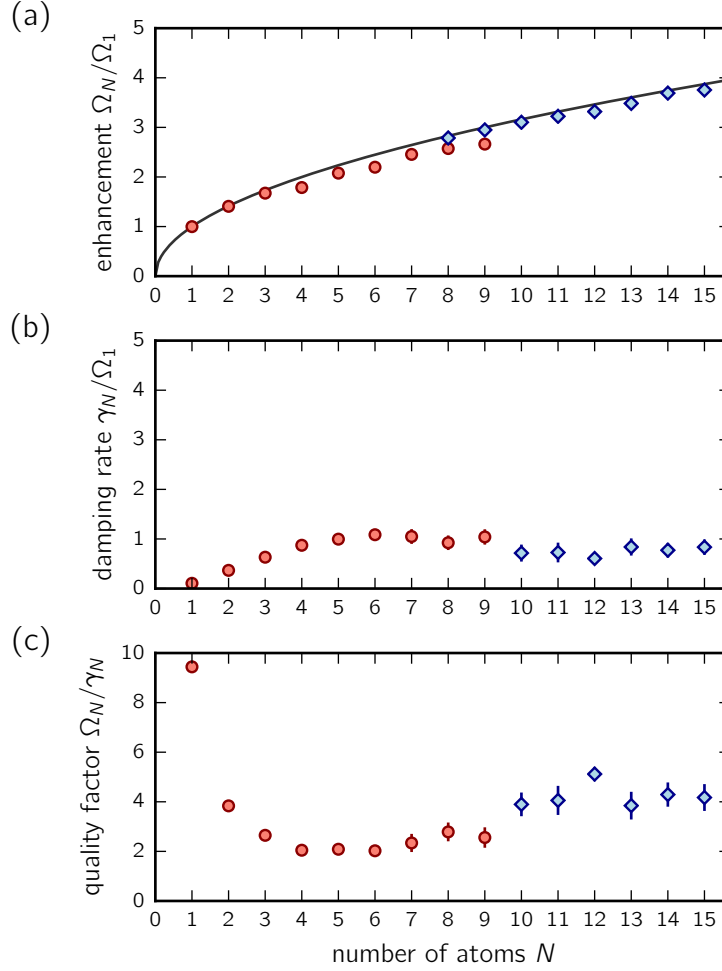 (a)
enhancement Ω_N/Ω_1
5
4
3
2
1
0
0 1 2 3 4 5 6 7 8 9 10 11 12 13 14 15
(b)
damping rate γ_N/Ω_1
5
4
3
2
1
0
0 1 2 3 4 5 6 7 8 9 10 11 12 13 14 15
(c)
quality factor Ω_N/γ_N
10
8
6
4
2
0
0 1 2 3 4 5 6 7 8 9 10 11 12 13 14 15
number of atoms N